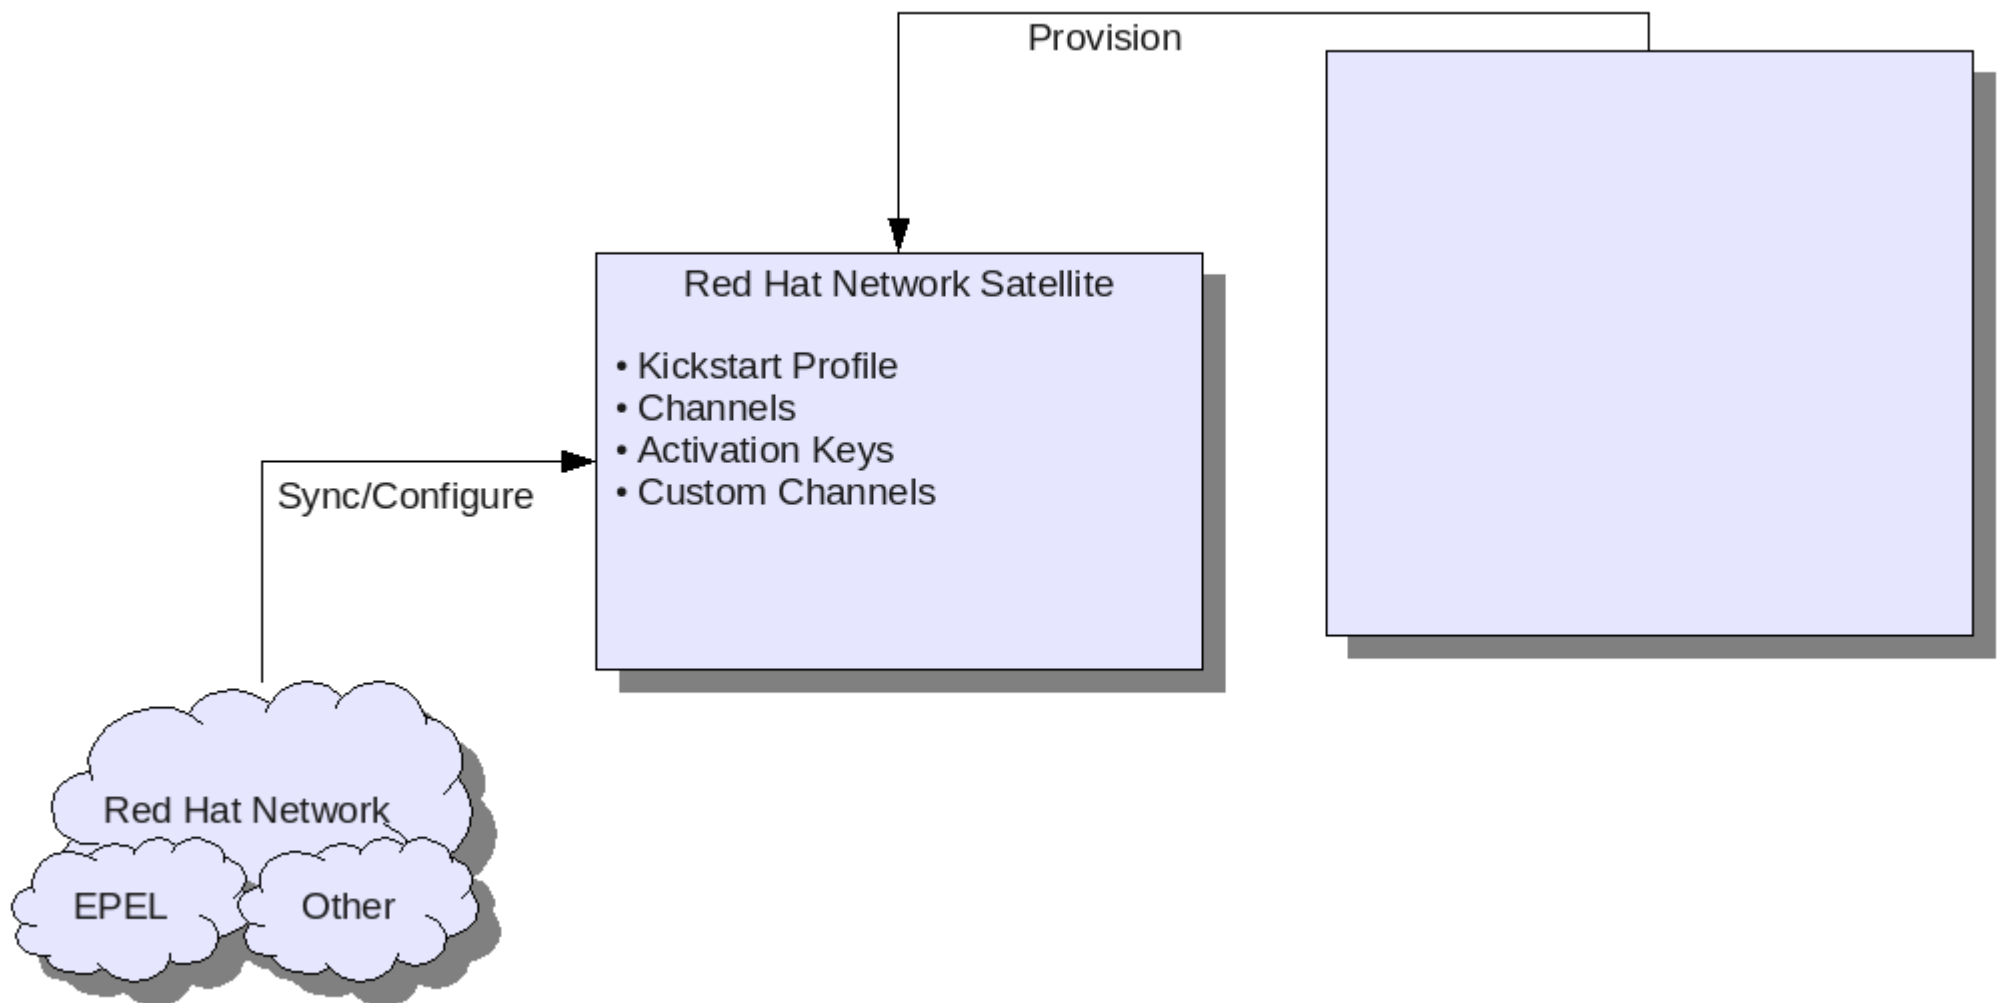 Provision
Red Hat Network Satellite
• Kickstart Profile
• Channels
• Activation Keys
• Custom Channels
Sync/Configure
Red Hat Network
EPEL
Other